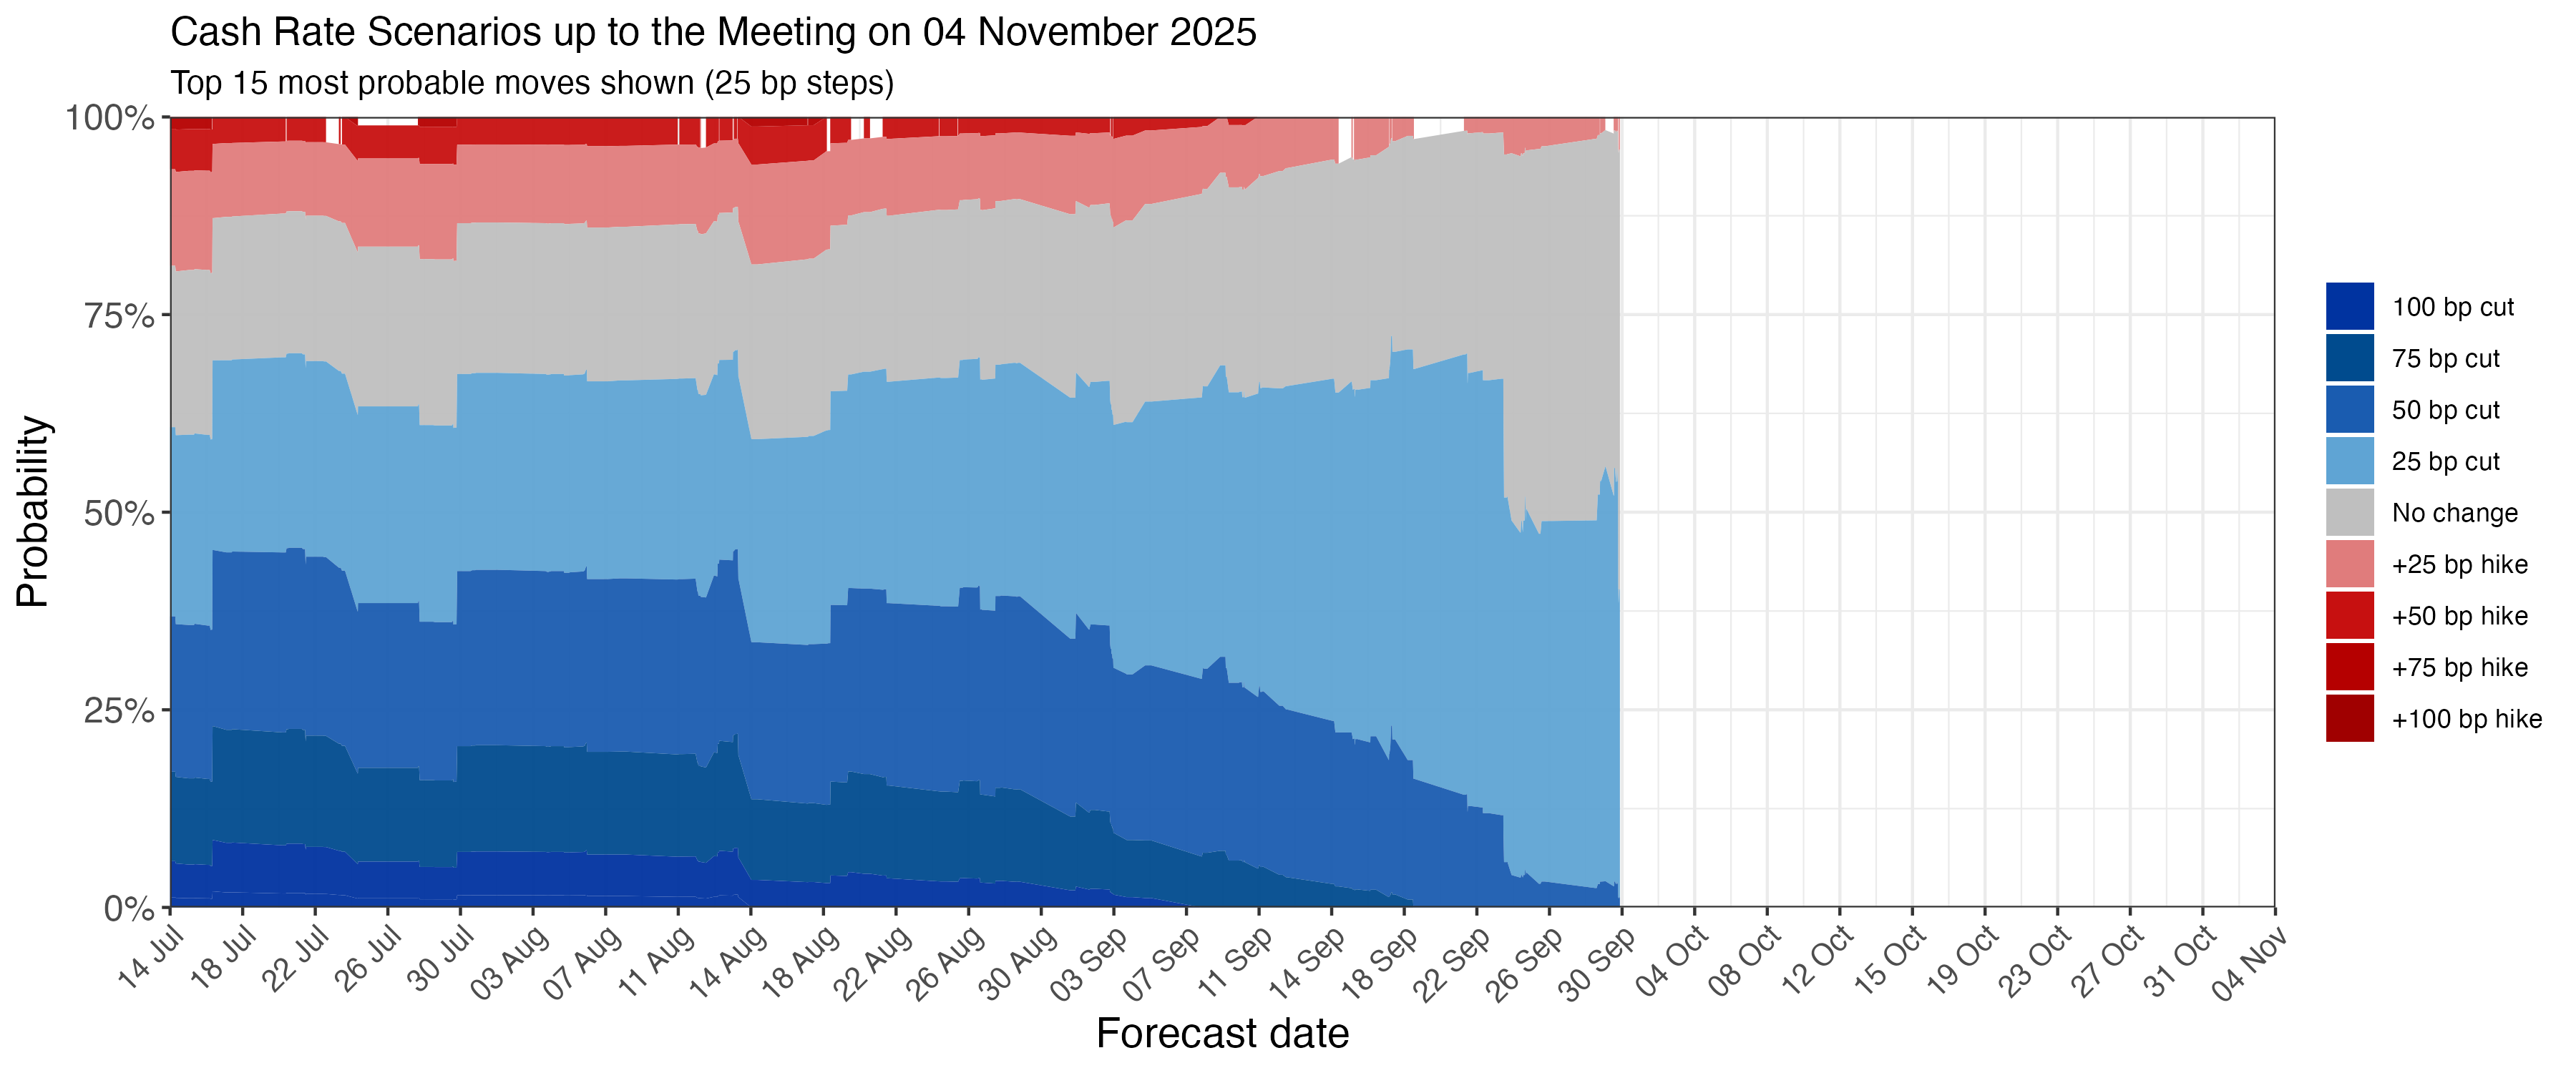 Cash Rate Scenarios up to the Meeting on 04 November 2025
Top 15 most probable moves shown (25 bp steps)
Probability
100%
75%
50%
25%
0%
14 Jul
18 Jul
22 Jul
26 Jul
30 Jul
03 Aug
07 Aug
11 Aug
14 Aug
18 Aug
22 Aug
26 Aug
30 Aug
03 Sep
07 Sep
11 Sep
14 Sep
18 Sep
22 Sep
26 Sep
30 Sep
04 Oct
08 Oct
12 Oct
15 Oct
19 Oct
23 Oct
27 Oct
31 Oct
04 Nov
Forecast date
100 bp cut
75 bp cut
50 bp cut
25 bp cut
No change
+25 bp hike
+50 bp hike
+75 bp hike
+100 bp hike